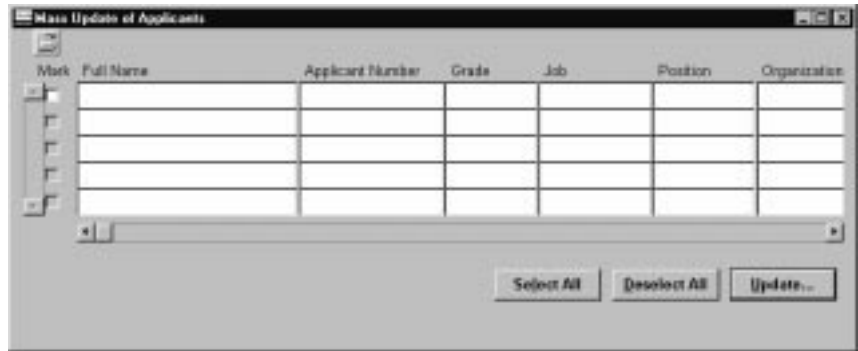 Mass Update of Applicants
Mark Full Name Applicant Number Grade Job Position Organization
Select All Deselect All Update...